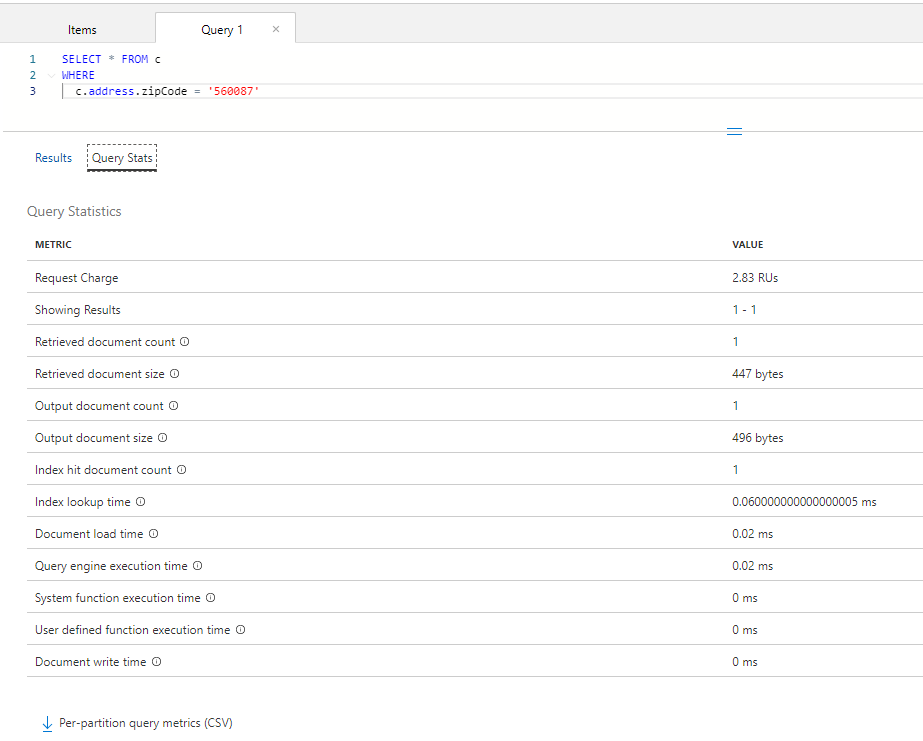 Items
Query 1 ×
1 SELECT * FROM c
2 WHERE
3 c.address.zipCode = '560087'
Results Query Stats
Query Statistics
METRIC VALUE
Request Charge 2.83 RUs
Showing Results 1 - 1
Retrieved document count 1
Retrieved document size 447 bytes
Output document count 1
Output document size 496 bytes
Index hit document count 1
Index lookup time 0.060000000000000005 ms
Document load time 0.02 ms
Query engine execution time 0.02 ms
System function execution time 0 ms
User defined function execution time 0 ms
Document write time 0 ms
Per-partition query metrics (CSV)